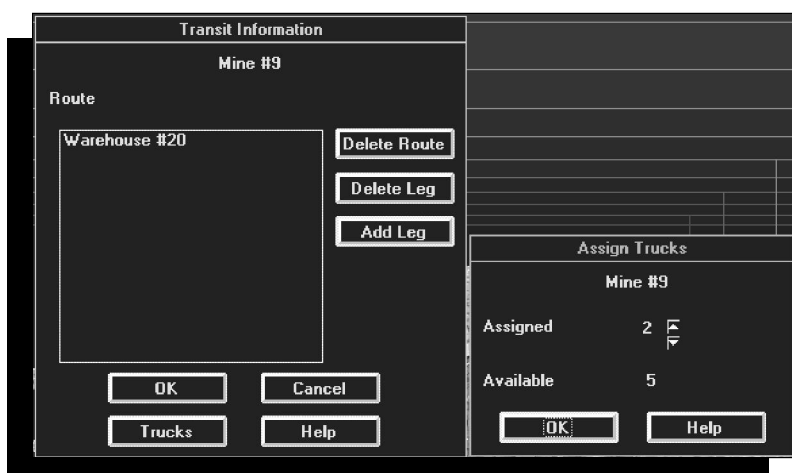 Transit Information
Mine #9
Route
Warehouse #20
Delete Route
Delete Leg
Add Leg
OK
Cancel
Trucks
Help
Assign Trucks
Mine #9
Assigned 2
Available 5
OK
Help